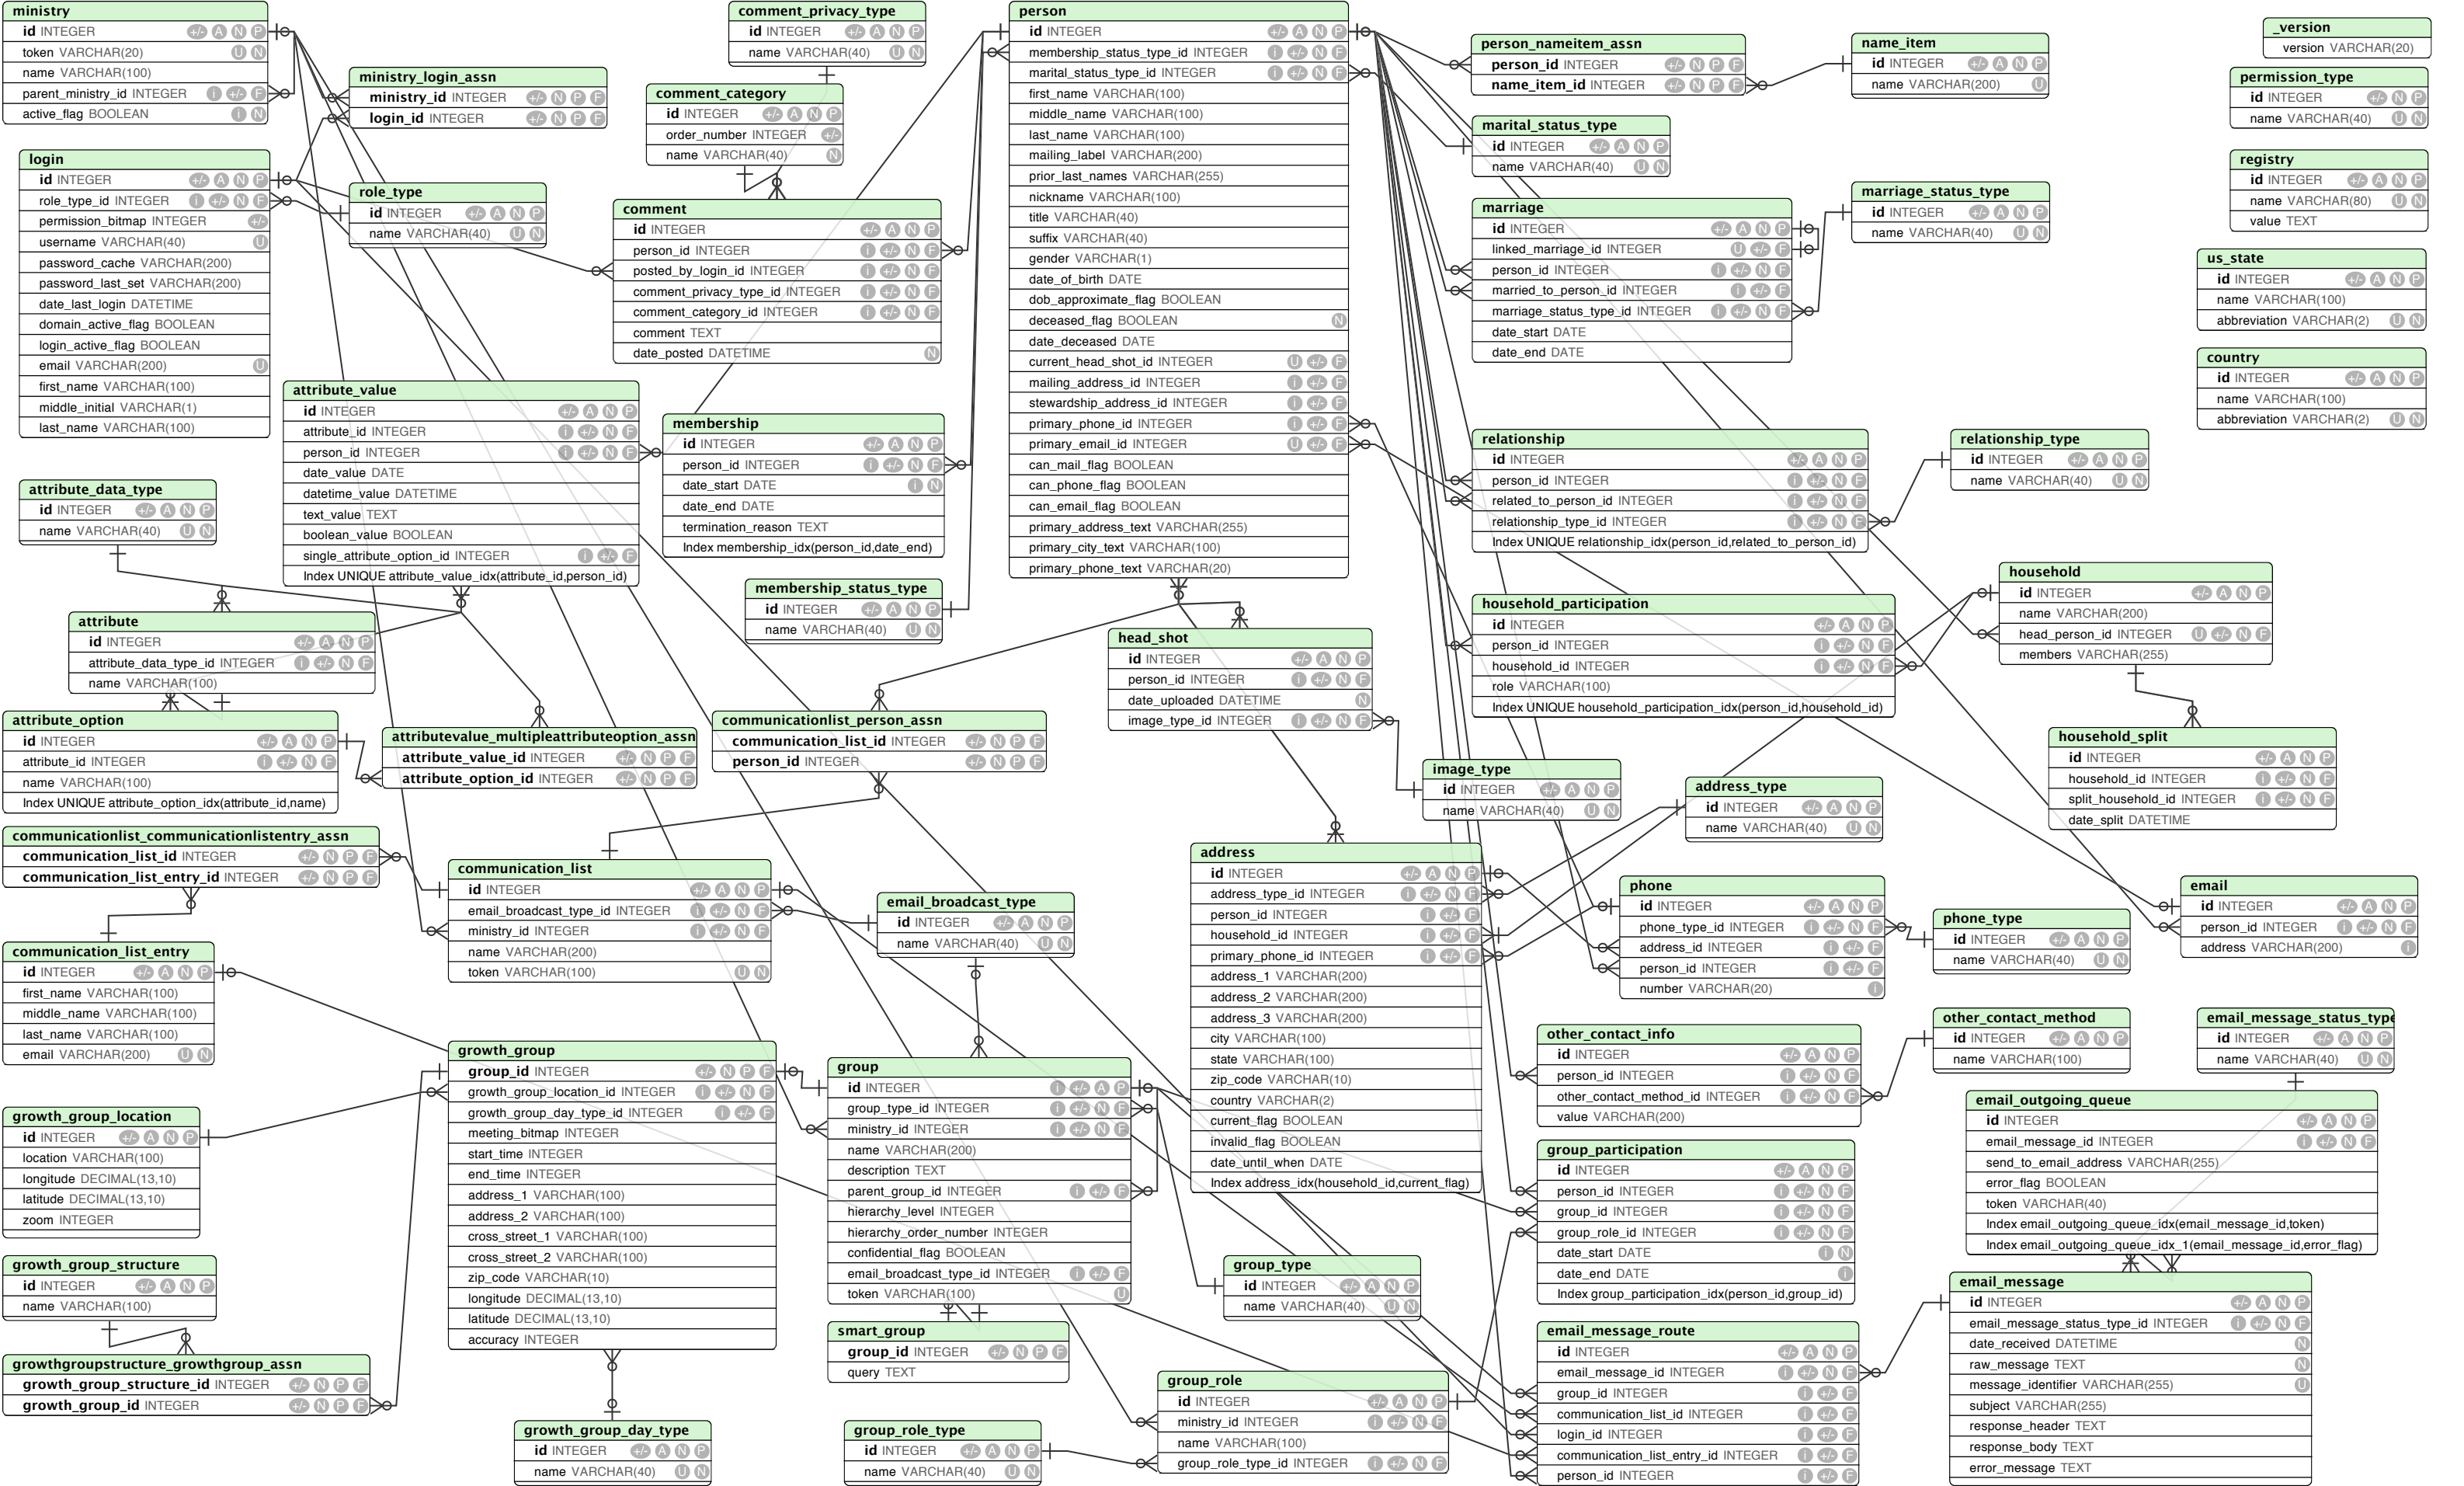 ministry
id INTEGER +/- A N P
token VARCHAR(20) U N
name VARCHAR(100)
parent_ministry_id INTEGER i +/- F
active_flag BOOLEAN i N
ministry_login_assn
ministry_id INTEGER +/- N P F
login_id INTEGER +/- N P F
login
id INTEGER +/- A N P
role_type_id INTEGER i +/- N F
permission_bitmap INTEGER +/-
username VARCHAR(40) U
password_cache VARCHAR(200)
password_last_set VARCHAR(200)
date_last_login DATETIME
domain_active_flag BOOLEAN
login_active_flag BOOLEAN
email VARCHAR(200) U
first_name VARCHAR(100)
middle_initial VARCHAR(1)
last_name VARCHAR(100)
role_type
id INTEGER +/- A N P
name VARCHAR(40) U N
comment_privacy_type
id INTEGER +/- A N P
name VARCHAR(40) U N
comment_category
id INTEGER +/- A N P
order_number INTEGER +/-
name VARCHAR(40) N
comment
id INTEGER +/- A N P
person_id INTEGER i +/- N F
posted_by_login_id INTEGER i +/- N F
comment_privacy_type_id INTEGER i +/- N F
comment_category_id INTEGER i +/- N F
comment TEXT
date_posted DATETIME N
person
id INTEGER +/- A N P
membership_status_type_id INTEGER i +/- N F
marital_status_type_id INTEGER i +/- N F
first_name VARCHAR(100)
middle_name VARCHAR(100)
last_name VARCHAR(100)
mailing_label VARCHAR(200)
prior_last_names VARCHAR(255)
nickname VARCHAR(100)
title VARCHAR(40)
suffix VARCHAR(40)
gender VARCHAR(1)
date_of_birth DATE
dob_approximate_flag BOOLEAN
deceased_flag BOOLEAN N
date_deceased DATE
current_head_shot_id INTEGER U +/- F
mailing_address_id INTEGER i +/- F
stewardship_address_id INTEGER i +/- F
primary_phone_id INTEGER i +/- F
primary_email_id INTEGER U +/- F
can_mail_flag BOOLEAN
can_phone_flag BOOLEAN
can_email_flag BOOLEAN
primary_address_text VARCHAR(255)
primary_city_text VARCHAR(100)
primary_phone_text VARCHAR(20)
person_nameitem_assn
person_id INTEGER +/- N P F
name_item_id INTEGER +/- N P F
name_item
id INTEGER +/- A N P
name VARCHAR(200) U
marital_status_type
id INTEGER +/- A N P
name VARCHAR(40) U N
marriage
id INTEGER +/- A N P
linked_marriage_id INTEGER U +/- F
person_id INTEGER i +/- N F
married_to_person_id INTEGER i +/- F
marriage_status_type_id INTEGER i +/- N F
date_start DATE
date_end DATE
marriage_status_type
id INTEGER +/- A N P
name VARCHAR(40) U N
_version
version VARCHAR(20)
permission_type
id INTEGER +/- N P
name VARCHAR(40) U N
registry
id INTEGER +/- A N P
name VARCHAR(80) U N
value TEXT
us_state
id INTEGER +/- A N P
name VARCHAR(100)
abbreviation VARCHAR(2) U N
country
id INTEGER +/- A N P
name VARCHAR(100)
abbreviation VARCHAR(2) U N
attribute_value
id INTEGER +/- A N P
attribute_id INTEGER i +/- N F
person_id INTEGER i +/- N F
date_value DATE
datetime_value DATETIME
text_value TEXT
boolean_value BOOLEAN
single_attribute_option_id INTEGER i +/- F
Index UNIQUE attribute_value_idx(attribute_id,person_id)
membership
id INTEGER +/- A N P
person_id INTEGER i +/- N F
date_start DATE i N
date_end DATE
termination_reason TEXT
Index membership_idx(person_id,date_end)
membership_status_type
id INTEGER +/- A N P
name VARCHAR(40) U N
attribute_data_type
id INTEGER +/- A N P
name VARCHAR(40) U N
attribute
id INTEGER +/- A N P
attribute_data_type_id INTEGER i +/- N F
name VARCHAR(100)
attribute_option
id INTEGER +/- A N P
attribute_id INTEGER i +/- N F
name VARCHAR(100)
Index UNIQUE attribute_option_idx(attribute_id,name)
attributevalue_multipleattributeoption_assn
attribute_value_id INTEGER +/- N P F
attribute_option_id INTEGER +/- N P F
communicationlist_person_assn
communication_list_id INTEGER +/- N P F
person_id INTEGER +/- N P F
head_shot
id INTEGER +/- A N P
person_id INTEGER i +/- N F
date_uploaded DATETIME N
image_type_id INTEGER i +/- N F
relationship
id INTEGER +/- A N P
person_id INTEGER i +/- N F
related_to_person_id INTEGER i +/- N F
relationship_type_id INTEGER i +/- N F
Index UNIQUE relationship_idx(person_id,related_to_person_id)
relationship_type
id INTEGER +/- A N P
name VARCHAR(40) U N
household_participation
id INTEGER +/- A N P
person_id INTEGER i +/- N F
household_id INTEGER i +/- N F
role VARCHAR(100)
Index UNIQUE household_participation_idx(person_id,household_id)
household
id INTEGER +/- A N P
name VARCHAR(200)
head_person_id INTEGER U +/- N F
members VARCHAR(255)
household_split
id INTEGER +/- A N P
household_id INTEGER i +/- N F
split_household_id INTEGER i +/- N F
date_split DATETIME
image_type
id INTEGER +/- A N P
name VARCHAR(40) U N
address_type
id INTEGER +/- A N P
name VARCHAR(40) U N
communicationlist_communicationlistentry_assn
communication_list_id INTEGER +/- N P F
communication_list_entry_id INTEGER +/- N P F
communication_list
id INTEGER +/- A N P
email_broadcast_type_id INTEGER i +/- N F
ministry_id INTEGER i +/- N F
name VARCHAR(200)
token VARCHAR(100) U N
email_broadcast_type
id INTEGER +/- A N P
name VARCHAR(40) U N
address
id INTEGER +/- A N P
address_type_id INTEGER i +/- N F
person_id INTEGER i +/- F
household_id INTEGER i +/- F
primary_phone_id INTEGER i +/- F
address_1 VARCHAR(200)
address_2 VARCHAR(200)
address_3 VARCHAR(200)
city VARCHAR(100)
state VARCHAR(100)
zip_code VARCHAR(10)
country VARCHAR(2)
current_flag BOOLEAN
invalid_flag BOOLEAN
date_until_when DATE
Index address_idx(household_id,current_flag)
phone
id INTEGER +/- A N P
phone_type_id INTEGER i +/- N F
address_id INTEGER i +/- F
person_id INTEGER i +/- F
number VARCHAR(20) i
phone_type
id INTEGER +/- A N P
name VARCHAR(40) U N
email
id INTEGER +/- A N P
person_id INTEGER i +/- N F
address VARCHAR(200) i
communication_list_entry
id INTEGER +/- A N P
first_name VARCHAR(100)
middle_name VARCHAR(100)
last_name VARCHAR(100)
email VARCHAR(200) U N
growth_group
group_id INTEGER +/- N P F
growth_group_location_id INTEGER i +/- N F
growth_group_day_type_id INTEGER i +/- F
meeting_bitmap INTEGER
start_time INTEGER
end_time INTEGER
address_1 VARCHAR(100)
address_2 VARCHAR(100)
cross_street_1 VARCHAR(100)
cross_street_2 VARCHAR(100)
zip_code VARCHAR(10)
longitude DECIMAL(13,10)
latitude DECIMAL(13,10)
accuracy INTEGER
group
id INTEGER i +/- A P
group_type_id INTEGER i +/- N F
ministry_id INTEGER i +/- N F
name VARCHAR(200)
description TEXT
parent_group_id INTEGER i +/- F
hierarchy_level INTEGER
hierarchy_order_number INTEGER
confidential_flag BOOLEAN
email_broadcast_type_id INTEGER i +/- F
token VARCHAR(100) U
other_contact_info
id INTEGER +/- A N P
person_id INTEGER i +/- N F
other_contact_method_id INTEGER i +/- N F
value VARCHAR(200)
other_contact_method
id INTEGER +/- A N P
name VARCHAR(100)
email_message_status_type
id INTEGER +/- A N P
name VARCHAR(40) U N
growth_group_location
id INTEGER +/- A N P
location VARCHAR(100)
longitude DECIMAL(13,10)
latitude DECIMAL(13,10)
zoom INTEGER
group_participation
id INTEGER +/- A N P
person_id INTEGER i +/- N F
group_id INTEGER i +/- N F
group_role_id INTEGER i +/- N F
date_start DATE i N
date_end DATE i
Index group_participation_idx(person_id,group_id)
email_outgoing_queue
id INTEGER +/- A N P
email_message_id INTEGER i +/- N F
send_to_email_address VARCHAR(255)
error_flag BOOLEAN
token VARCHAR(40)
Index email_outgoing_queue_idx(email_message_id,token)
Index email_outgoing_queue_idx_1(email_message_id,error_flag)
growth_group_structure
id INTEGER +/- A N P
name VARCHAR(100)
growthgroupstructure_growthgroup_assn
growth_group_structure_id INTEGER +/- N P F
growth_group_id INTEGER +/- N P F
growth_group_day_type
id INTEGER +/- A N P
name VARCHAR(40) U N
smart_group
group_id INTEGER +/- N P F
query TEXT
group_type
id INTEGER +/- A N P
name VARCHAR(40) U N
group_role_type
id INTEGER +/- A N P
name VARCHAR(40) U N
group_role
id INTEGER +/- A N P
ministry_id INTEGER i +/- N F
name VARCHAR(100)
group_role_type_id INTEGER i +/- N F
email_message_route
id INTEGER +/- A N P
email_message_id INTEGER i +/- N F
group_id INTEGER i +/- F
communication_list_id INTEGER i +/- F
login_id INTEGER i +/- F
communication_list_entry_id INTEGER i +/- F
person_id INTEGER i +/- F
email_message
id INTEGER +/- A N P
email_message_status_type_id INTEGER i +/- N F
date_received DATETIME N
raw_message TEXT N
message_identifier VARCHAR(255) U
subject VARCHAR(255)
response_header TEXT
response_body TEXT
error_message TEXT